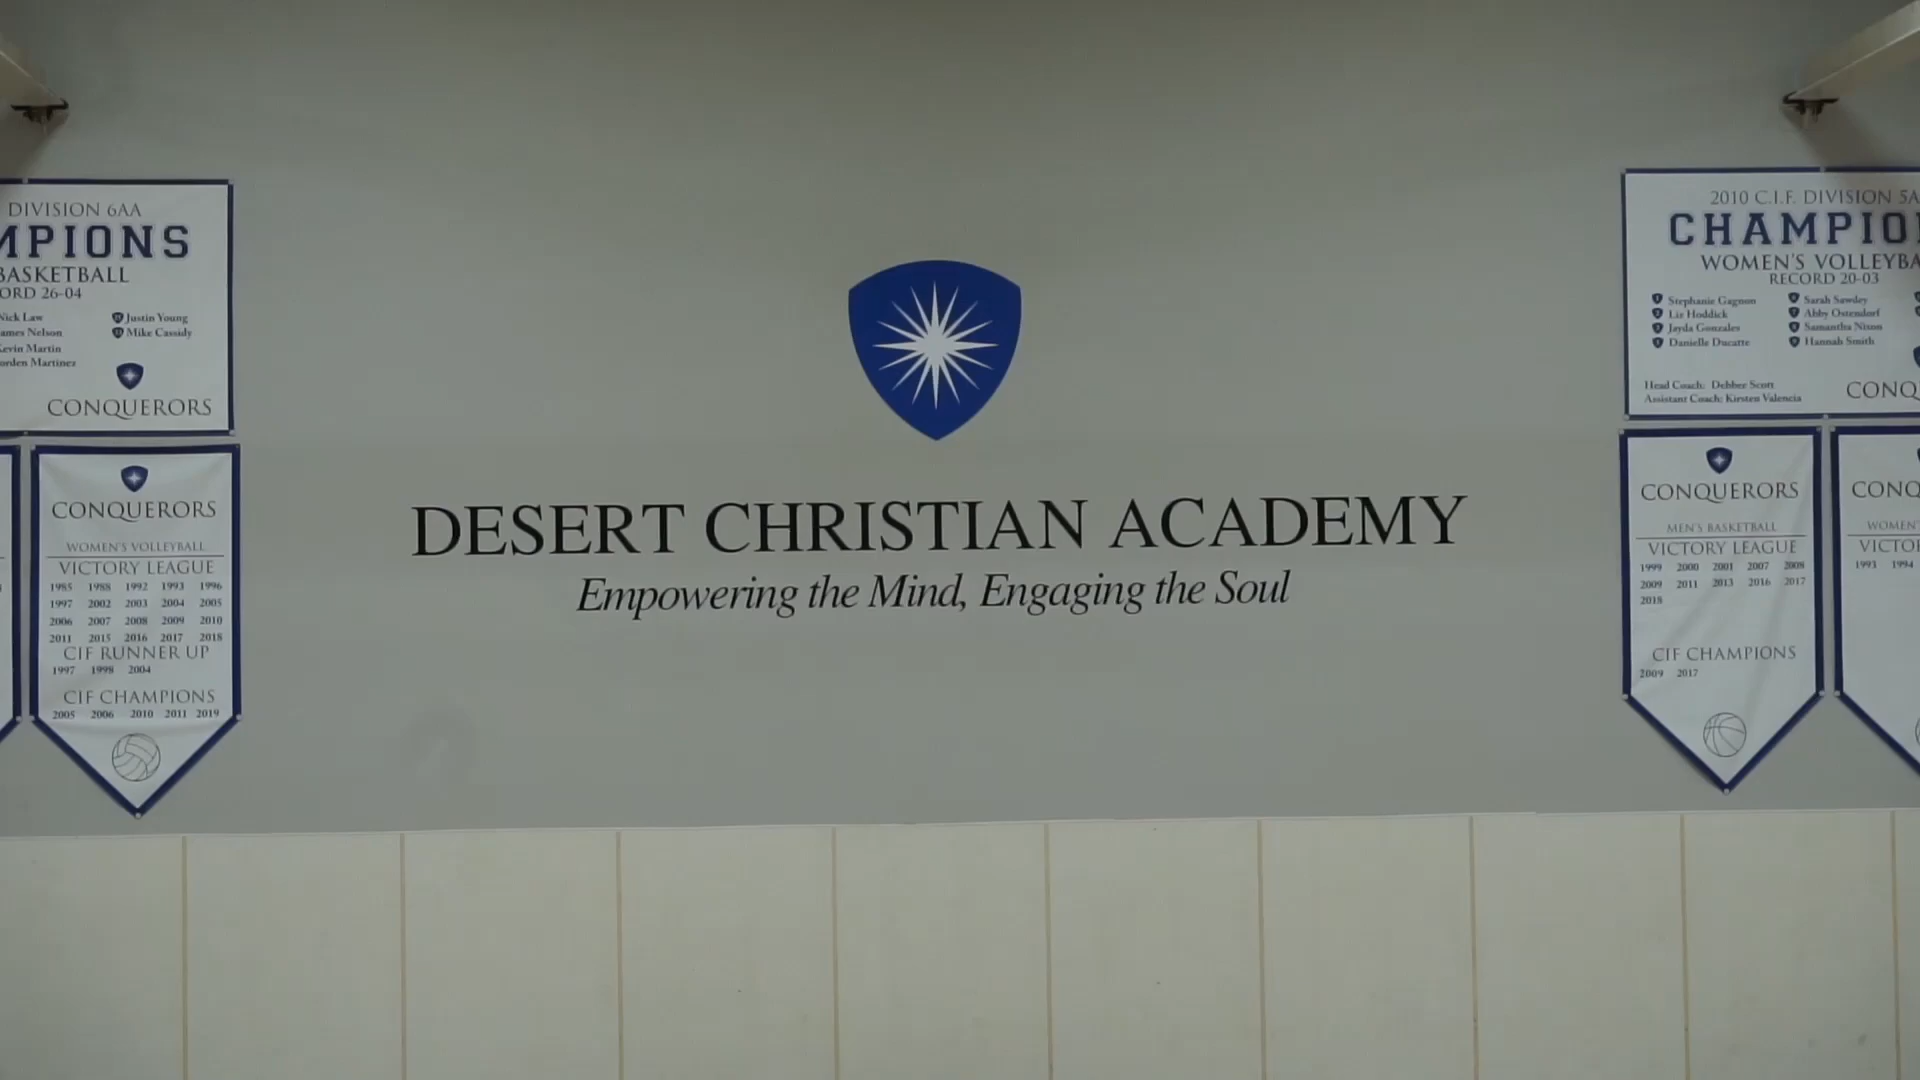 DIVISION 6AA
MPIONS
BASKETBALL
ORD 26-04
Nick Law
Justin Young
ames Nelson
Mike Cassidy
Kevin Martin
orden Martinez
CONQUERORS
CONQUERORS
WOMEN'S VOLLEYBALL
VICTORY LEAGUE
1985 1988 1992 1993 1996
1997 2002 2003 2004 2005
2006 2007 2008 2009 2010
2011 2015 2016 2017 2018
CIF RUNNER UP
1997 1998 2004
CIF CHAMPIONS
2005 2006 2010 2011 2019
DESERT CHRISTIAN ACADEMY
Empowering the Mind, Engaging the Soul
2010 C.I.F. DIVISION 5A
CHAMPIO
WOMEN'S VOLLEYBA
RECORD 20-03
Stephanie Gagnon
Sarah Sawdey
Liz Hoddick
Abby Ostendorf
Jayda Gonzales
Samantha Nixon
Danielle Ducatte
Hannah Smith
Head Coach: Debbee Scott
Assistant Coach: Kirsten Valencia
CONQ
CONQUERORS
MEN'S BASKETBALL
VICTORY LEAGUE
1999 2000 2001 2007 2008
2009 2011 2013 2016 2017
2018
CIF CHAMPIONS
2009 2017
CONQ
WOMEN'
VICTO
1993 1994